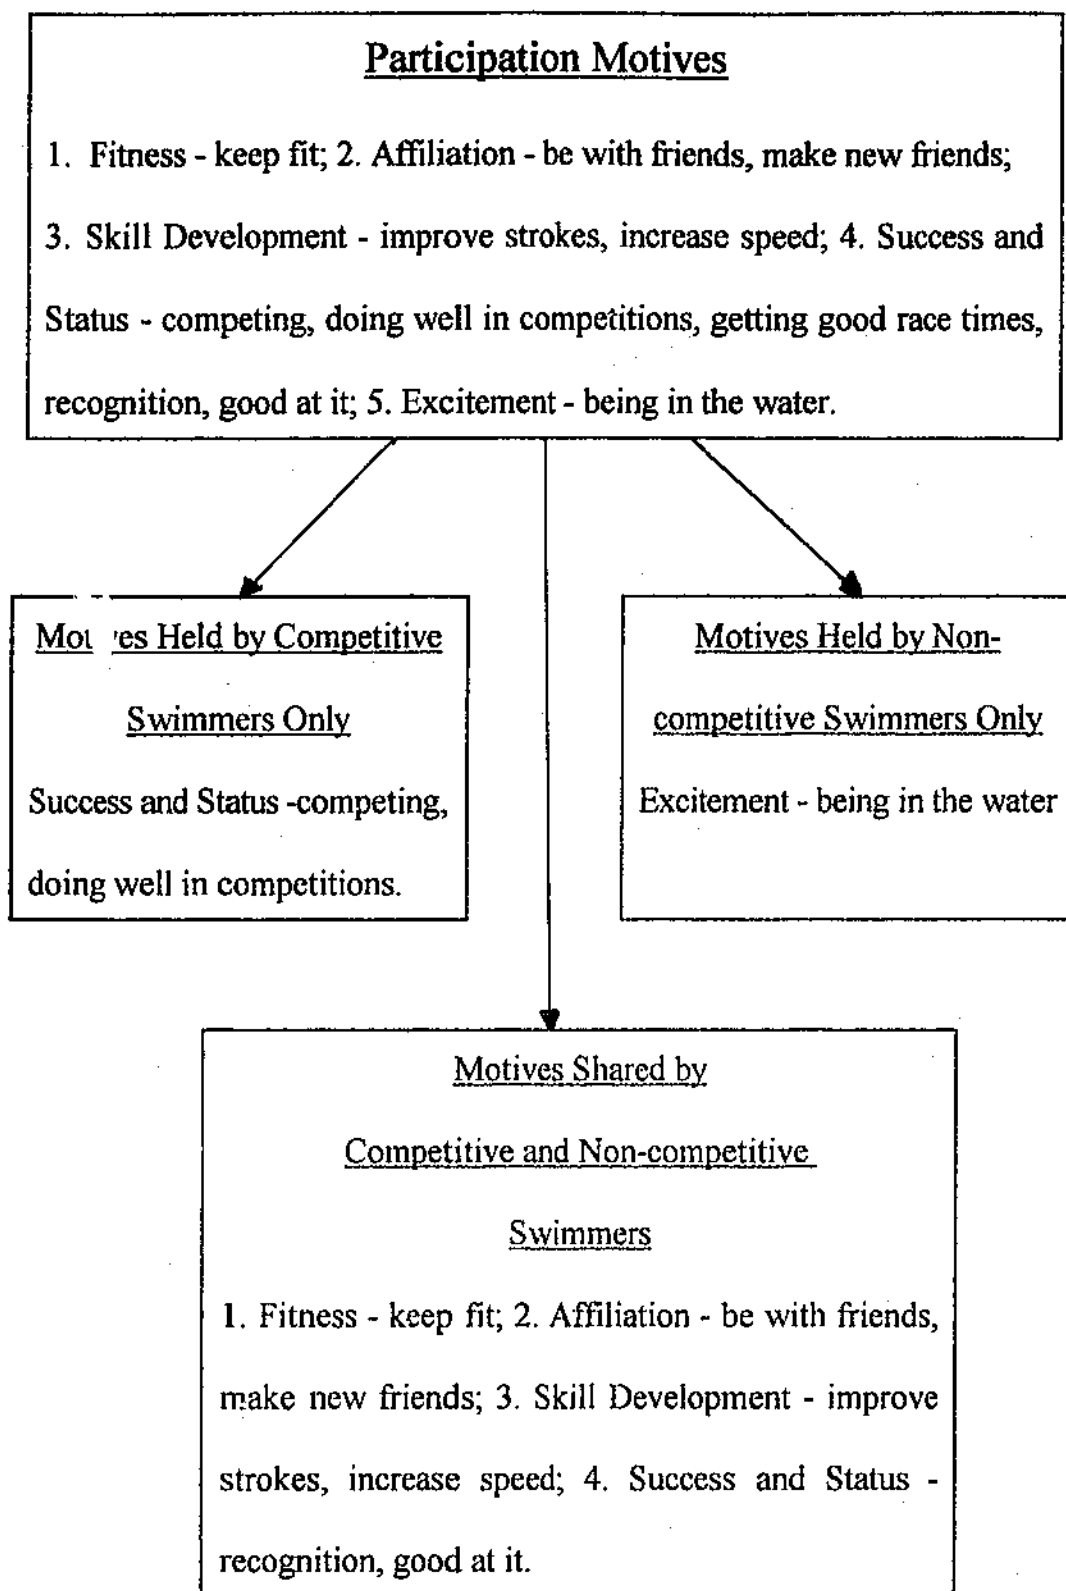 Participation Motives
1. Fitness - keep fit; 2. Affiliation - be with friends, make new friends;
3. Skill Development - improve strokes, increase speed; 4. Success and
Status - competing, doing well in competitions, getting good race times,
recognition, good at it; 5. Excitement - being in the water.
Held by Competitive
Swimmers Only
Success and Status -competing,
doing well in competitions.
Motives Held by Non-
competitive Swimmers Only
Excitement - being in the water
Motives Shared by
Competitive and Non-competitive
Swimmers
1. Fitness - keep fit; 2. Affiliation - be with friends,
make new friends; 3. Skill Development - improve
strokes, increase speed; 4. Success and Status -
recognition, good at it.